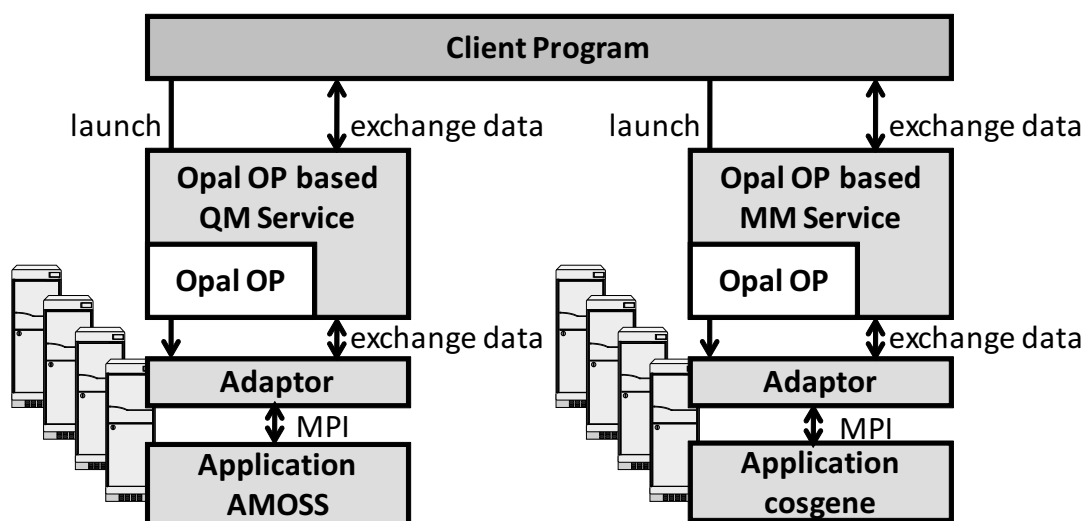 Client Program
launch
exchange data
launch
exchange data
Opal OP based
QM Service
Opal OP based
MM Service
Opal OP
Opal OP
exchange data
exchange data
Adaptor
Adaptor
MPI
MPI
Application
AMOSS
Application
cosgene